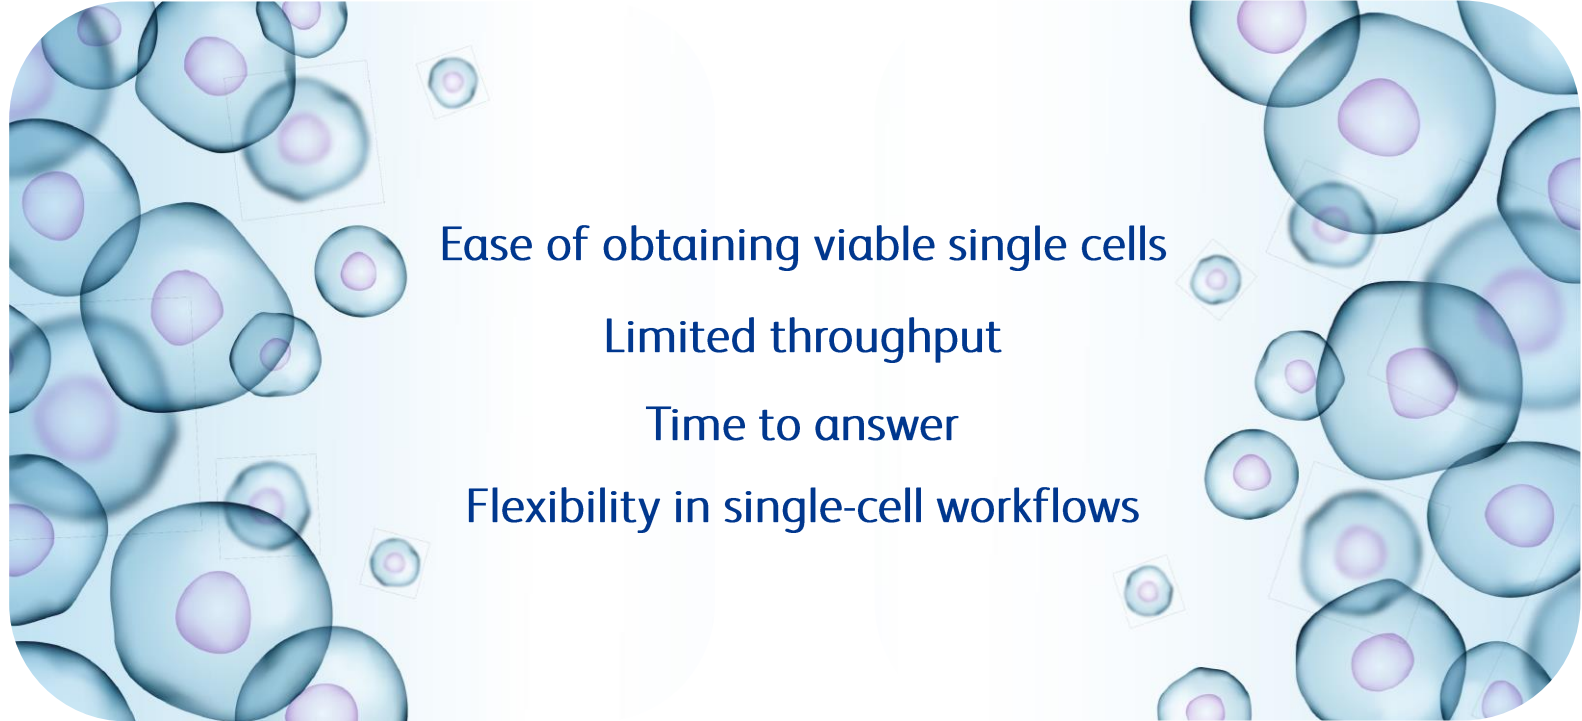 Ease of obtaining viable single cells
Limited throughput
Time to answer
Flexibility in single-cell workflows